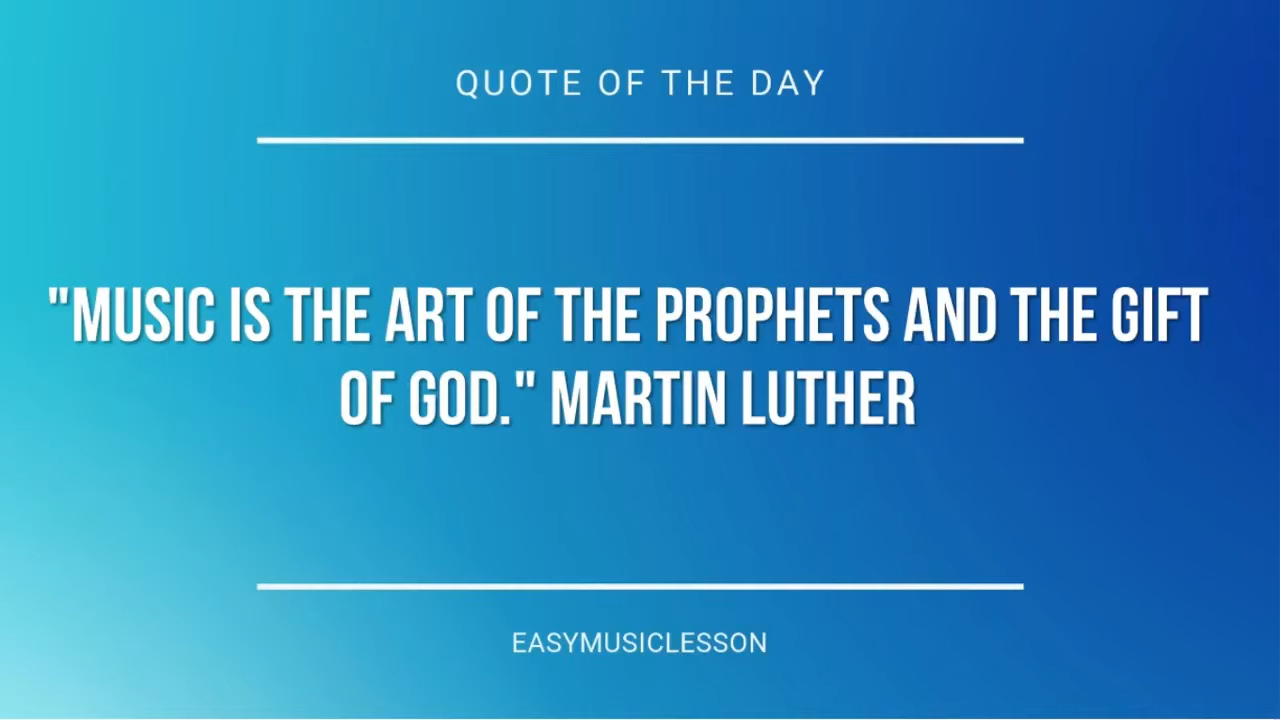 QUOTE OF THE DAY
"MUSIC IS THE ART OF THE PROPHETS AND THE GIFT
OF GOD." MARTIN LUTHER
EASYMUSICLESSON